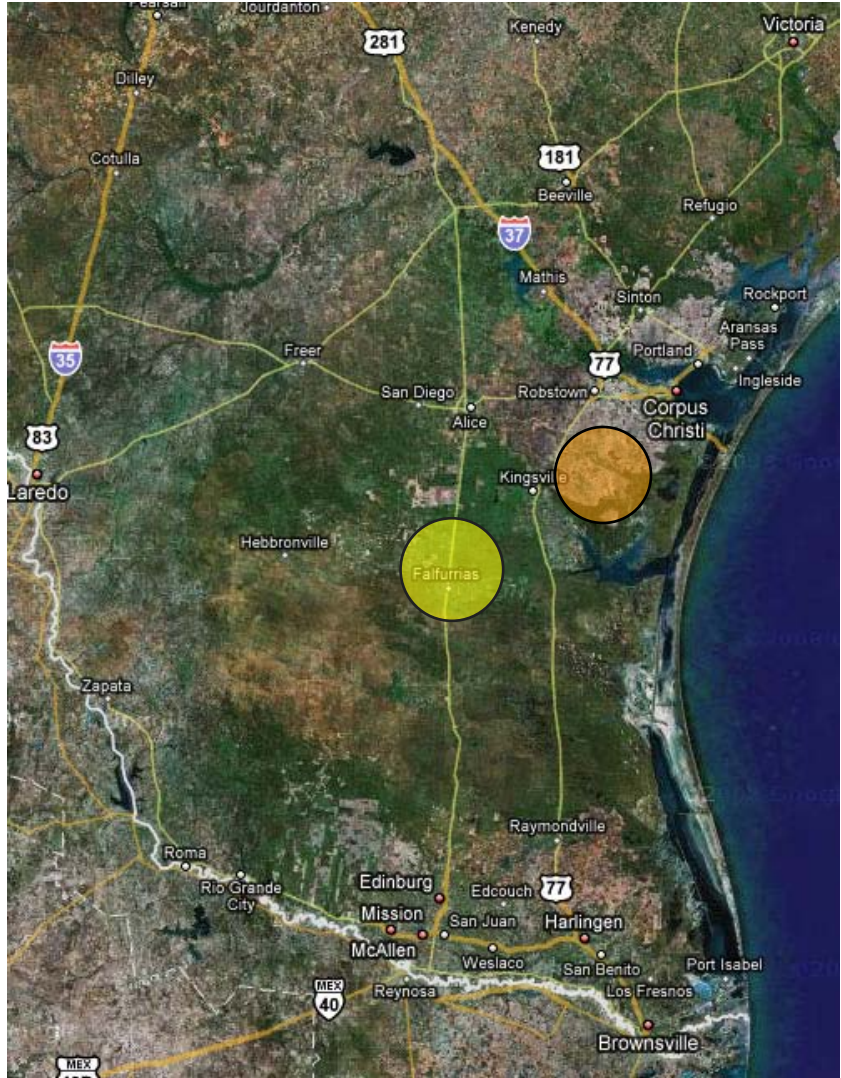 Jourdanton
281
Kenedy
Victoria
Dilley
Cotulla
181
Beeville
Refugio
37
Mathis
Sinton
Rockport
Aransas
Pass
35
Freer
77
Portland
Ingleside
San Diego
Robstown
Corpus
Christi
Alice
83
Laredo
Kingsville
Hebbronville
Falfurrias
Zapata
Raymondville
Roma
Rio Grande
City
Edinburg
Edcouch
77
Mission
San Juan
Harlingen
McAllen
Weslaco
San Benito
Port Isabel
Reynosa
Los Fresnos
MEX
40
Brownsville
MEX